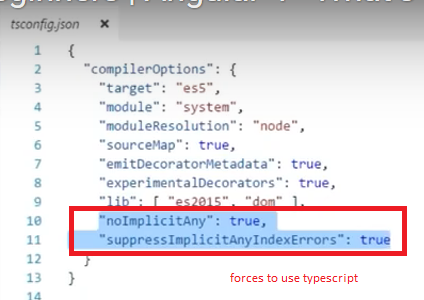 tsconfig.json ×
1 {
2 "compilerOptions": {
3 "target": "es5",
4 "module": "system",
5 "moduleResolution": "node",
6 "sourceMap": true,
7 "emitDecoratorMetadata": true,
8 "experimentalDecorators": true,
9 "lib": [ "es2015", "dom" ],
10 "noImplicitAny": true,
11 "suppressImplicitAnyIndexErrors": true
12 }
13 }
forces to use typescript